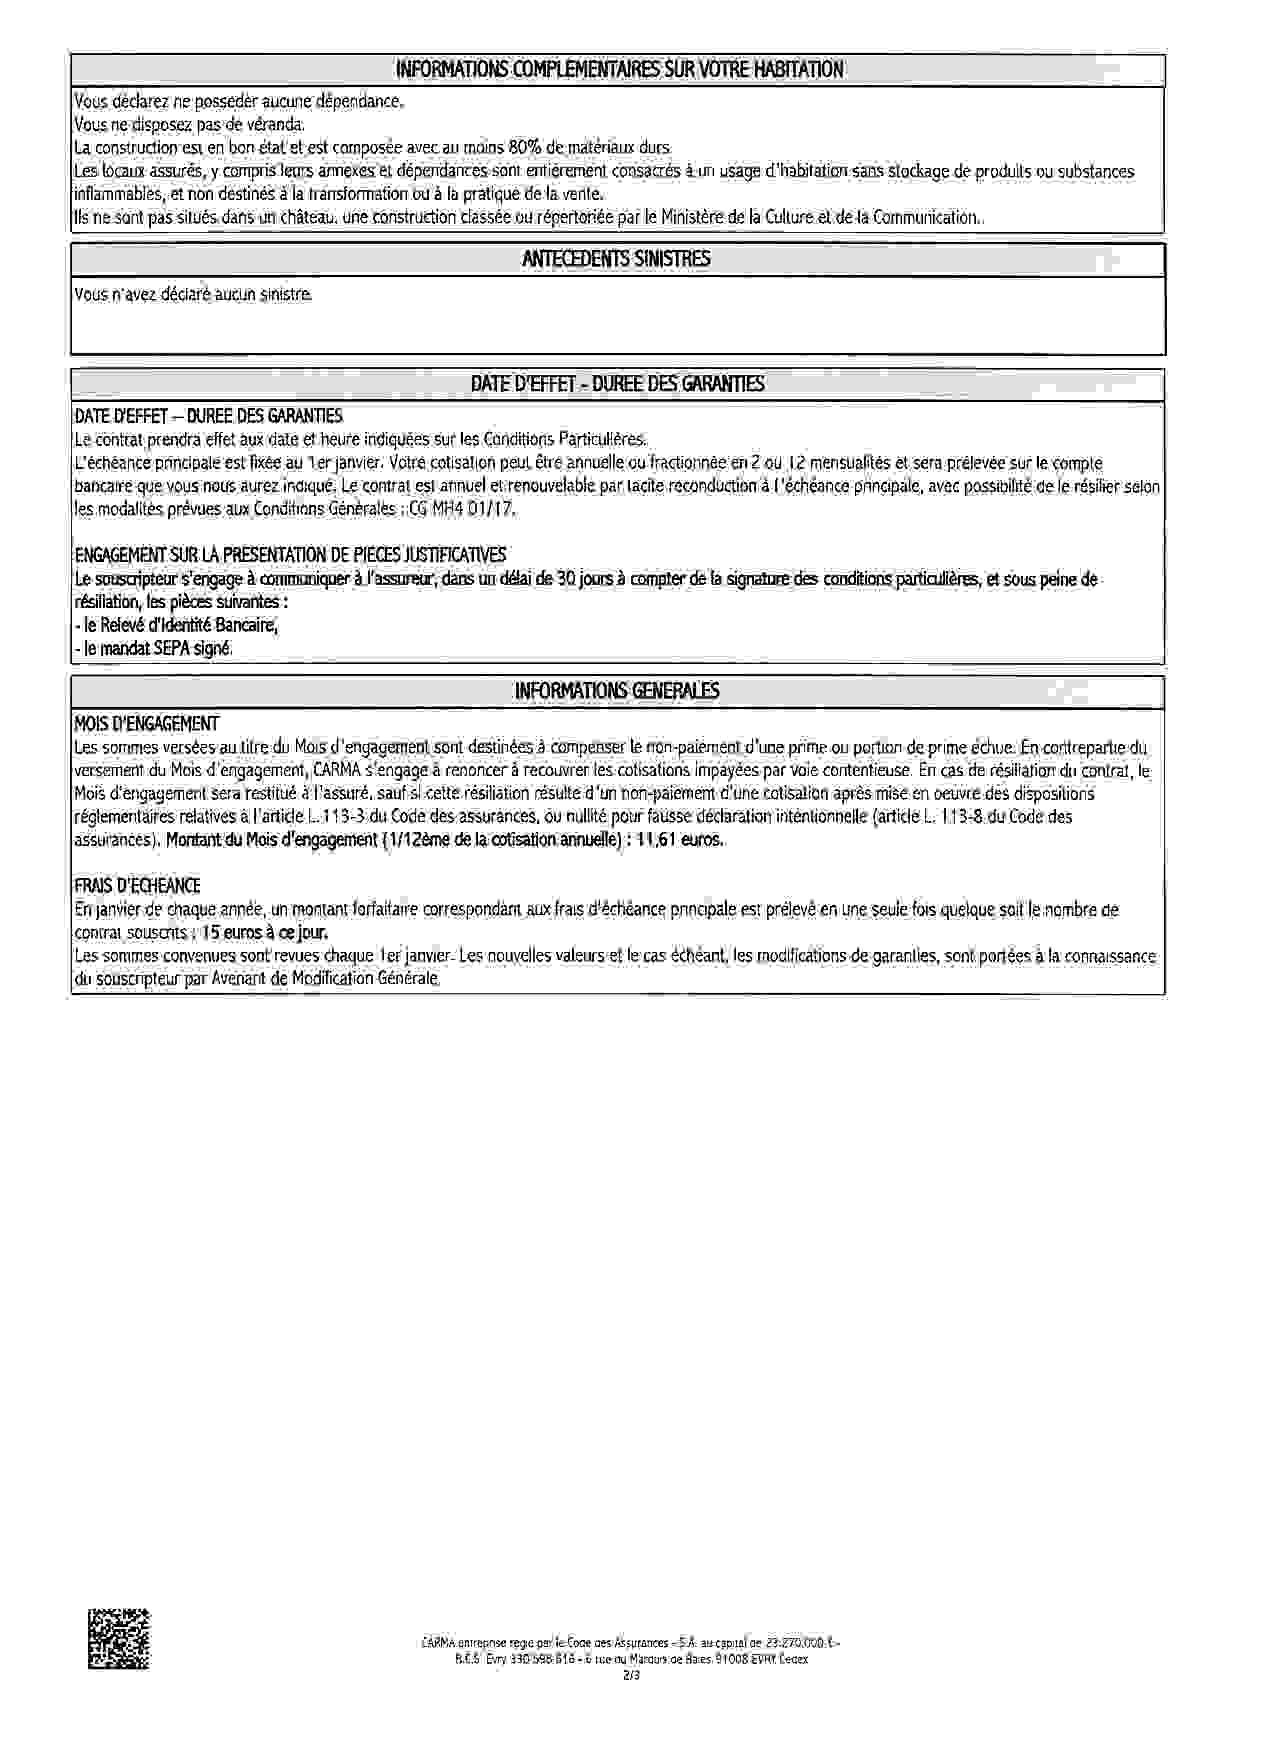 INFORMATIONS COMPLEMENTAIRES SUR VOTRE HABITATION
Vous déclarez ne posséder aucune dépendance.
Vous ne disposez pas de véranda.
La construction est en bon état et est composée avec au moins 80% de matériaux durs.
Les locaux assurés, y compris leurs annexes et dépendances sont entièrement consacrés à un usage d'habitation sans stockage de produits ou substances
inflammables, et non destinés à la transformation ou à la pratique de la vente.
Ils ne sont pas situés dans un château, une construction classée ou répertoriée par le Ministère de la Culture et de la Communication.
ANTECEDENTS SINISTRES
Vous n'avez déclaré aucun sinistre.
DATE D'EFFET - DUREE DES GARANTIES
DATE D'EFFET – DUREE DES GARANTIES
Le contrat prendra effet aux date et heure indiquées sur les Conditions Particulières.
L'échéance principale est fixée au 1er janvier. Votre cotisation peut être annuelle ou fractionnée en 2 ou 12 mensualités et sera prélevée sur le compte
bancaire que vous nous aurez indiqué. Le contrat est annuel et renouvelable par tacite reconduction à l'échéance principale, avec possibilité de le résilier selon
les modalités prévues aux Conditions Générales : CG MH4 01/17.
ENGAGEMENT SUR LA PRESENTATION DE PIECES JUSTIFICATIVES
Le souscripteur s'engage à communiquer à l'assureur, dans un délai de 30 jours à compter de la signature des conditions particulières, et sous peine de
résiliation, les pièces suivantes :
- le Relevé d'Identité Bancaire,
- le mandat SEPA signé.
INFORMATIONS GENERALES
MOIS D'ENGAGEMENT
Les sommes versées au titre du Mois d'engagement sont destinées à compenser le non-paiement d'une prime ou portion de prime échue. En contrepartie du
versement du Mois d'engagement, CARMA s'engage à renoncer à recouvrer les cotisations impayées par voie contentieuse. En cas de résiliation du contrat, le
Mois d'engagement sera restitué à l'assuré, sauf si cette résiliation résulte d'un non-paiement d'une cotisation après mise en oeuvre des dispositions
réglementaires relatives à l'article L. 113-3 du Code des assurances, ou nullité pour fausse déclaration intentionnelle (article L. 113-8 du Code des
assurances). Montant du Mois d'engagement (1/12ème de la cotisation annuelle) : 11,61 euros.
FRAIS D'ECHEANCE
En janvier de chaque année, un montant forfaitaire correspondant aux frais d'échéance principale est prélevé en une seule fois quelque soit le nombre de
contrat souscrits : 15 euros à ce jour.
Les sommes convenues sont revues chaque 1er janvier. Les nouvelles valeurs et le cas échéant, les modifications de garanties, sont portées à la connaissance
du souscripteur par Avenant de Modification Générale.
CARMA entreprise régie par le Code des Assurances - S.A. au capital de 23.270.000 € -
R.C.S. Evry 330 598 616 - 6 rue du Marquis de Raies 91008 EVRY Cedex
2/3